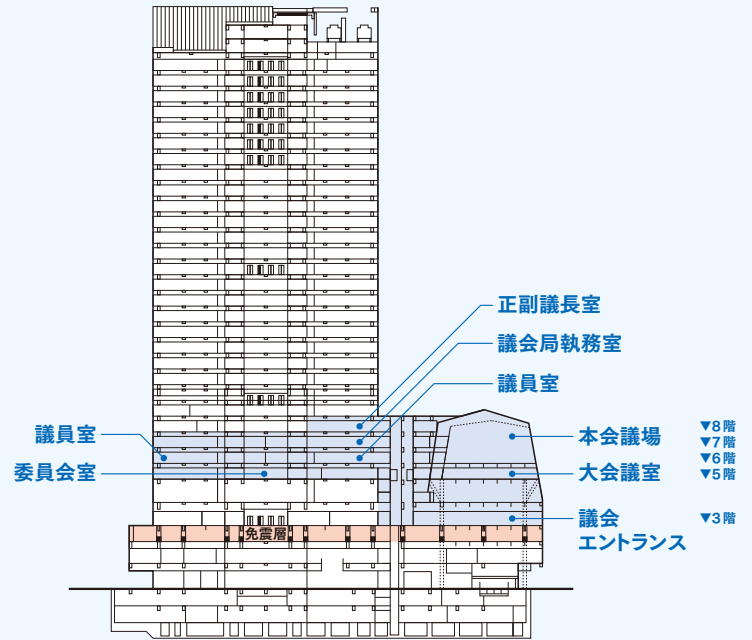 正副議長室
議会局執務室
議員室
議員室
委員会室
本会議場
大会議室
議会
エントランス
▼8階
▼7階
▼6階
▼5階
▼3階
免震層